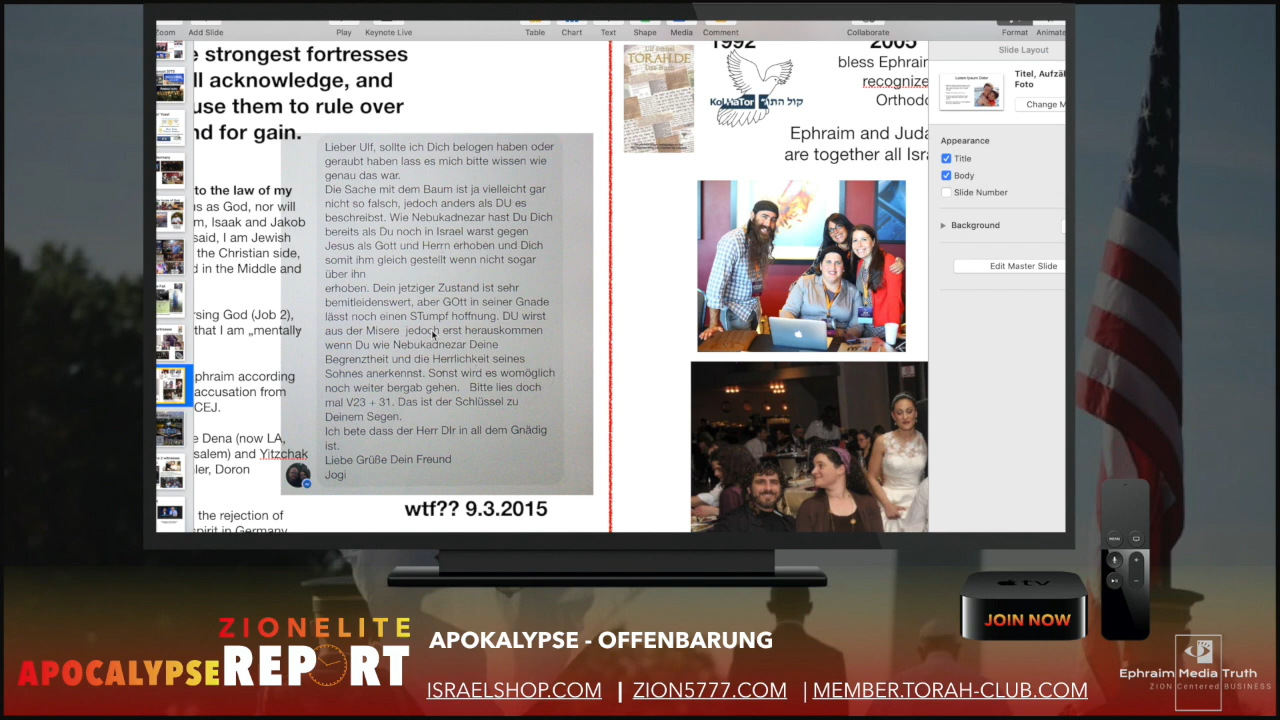 Zoom
Add Slide
Play
Keynote Live
Table
Chart
Text
Shape
Media
Comment
Collaborate
Format
Animate
e strongest fortresses
ll acknowledge, and
use them to rule over
nd for gain.
to the law of my
us as God, nor will
m, Isaak and Jakob
said, I am Jewish
the Christian side,
d in the Middle and
rsing God (Job 2),
that I am „mentally
phraim according
accusation from
CEJ.
e Dena (now LA,
salem) and Yitzchak
ler, Doron
the rejection of
spirit in Germany
Lieber Ulf, sollte ich Dich belogen haben oder
geraubt haben lass es mich bitte wissen wie
genau das war.
Die Sache mit dem Baum ist ja vielleicht gar
nicht so falsch, jedoch anders als DU es
beschreibst. Wie Nebukadnezar hast Du Dich
bereits als Du noch in Israel warst gegen
Jesus als Gott und Herrn erhoben und Dich
somit ihm gleich gestellt wenn nicht sogar
über ihn
erhoben. Dein jetziger Zustand ist sehr
bemitleidenswert, aber GOtt in seiner Gnade
lässt noch einen STumpf hoffnung. DU wirst
aus der Misere jedoch erst herauskommen
wenn Du wie Nebukadnezar Deine
Begrenztheit und die Herrlichkeit seines
Sohnes anerkennst. Sonst wird es womöglich
noch weiter bergab gehen. Bitte lies doch
mal V23 + 31. Das ist der Schlüssel zu
Deinem Segen.
Ich bete dass der Herr DIr in all dem Gnädig
ist.
Liebe Grüße Dein Freund
Jogi
wtf?? 9.3.2015
TORAH.DE
Das Buch
1992
2005
KolHaTor קול התור
bless Ephrai
recognize
Orthod
Ephraim and Juda
are together all Isra
Slide Layout
Titel, Aufzäh
Foto
Change M
Appearance
Title
Body
Slide Number
Background
Edit Master Slide
MENU
tv
JOIN NOW
ZIONELITE
APOCALYPSE REPORT
APOKALYPSE - OFFENBARUNG
ISRAELSHOP.COM | ZION5777.COM | MEMBER.TORAH-CLUB.COM
Ephraim Media Truth
ZION Centered BUSINESS